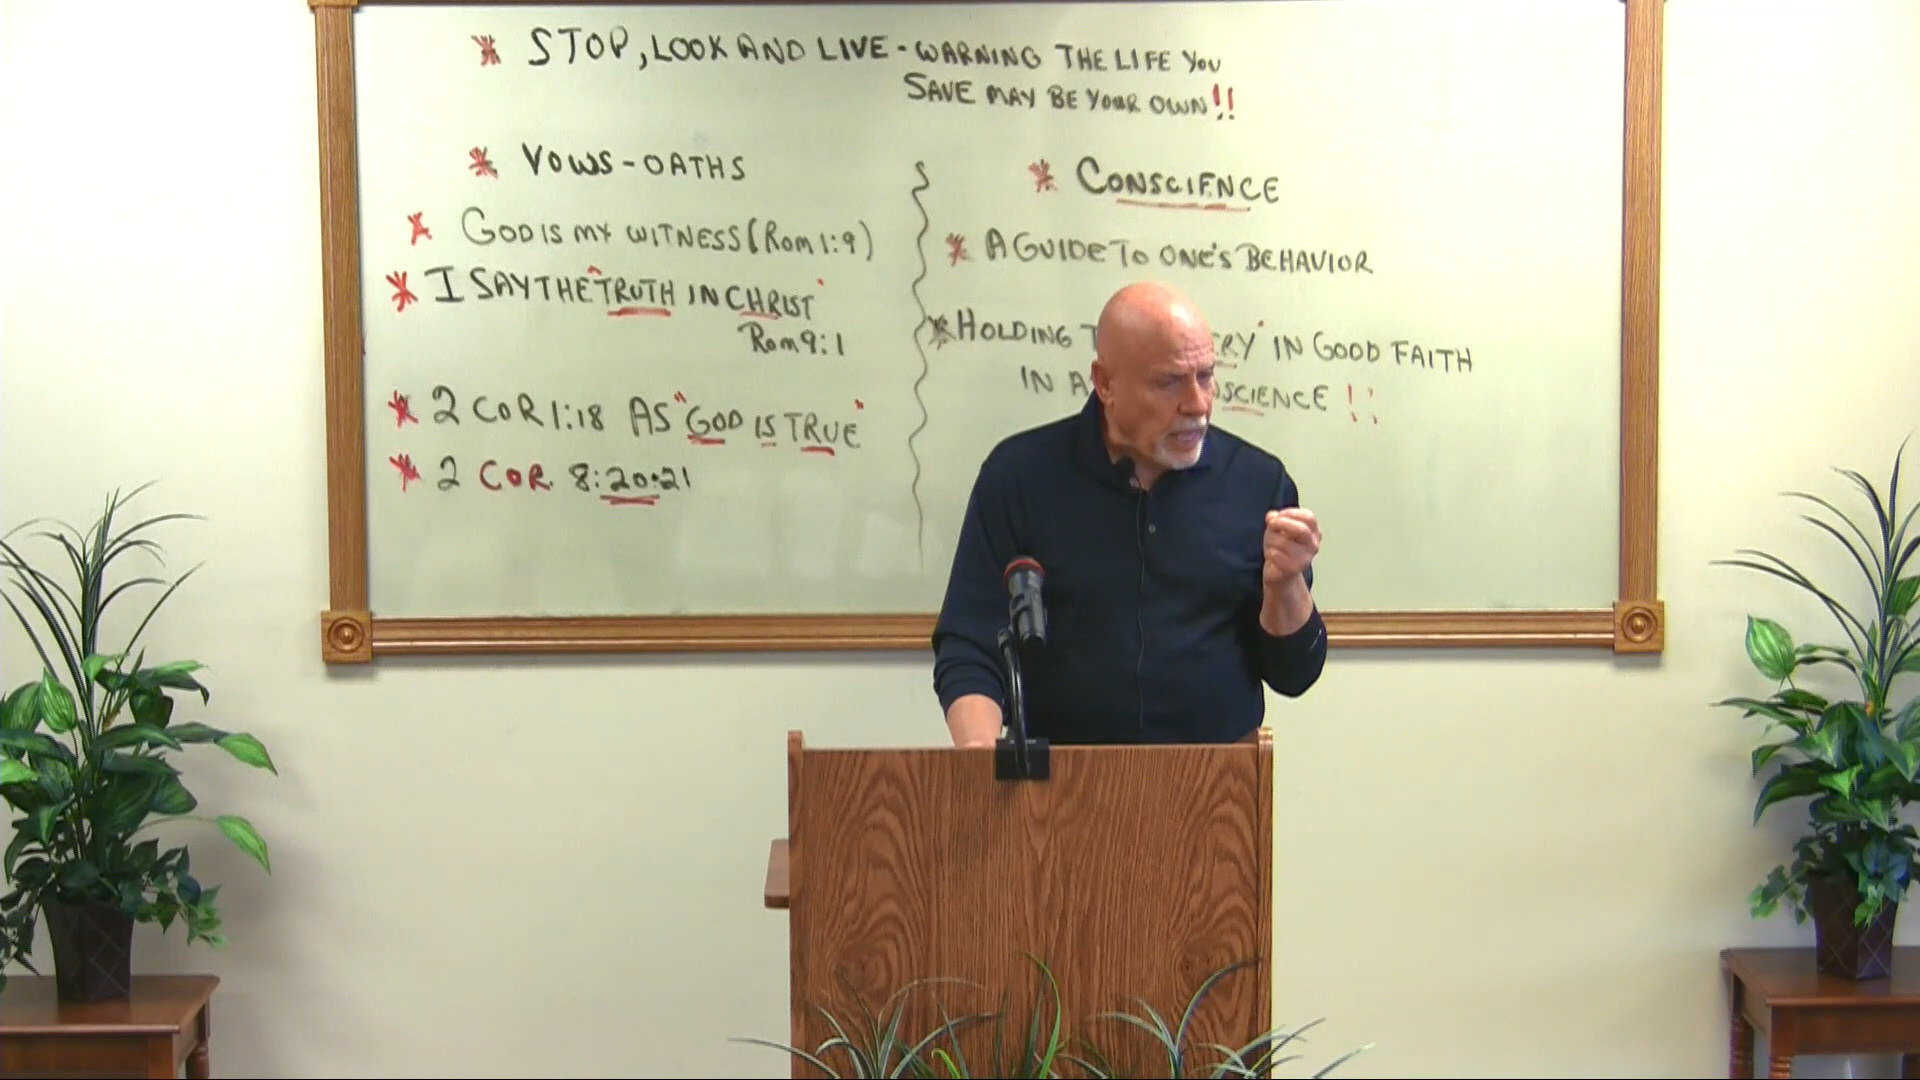 STOP, LOOK AND LIVE - WARNING THE LIFE YOU
SAVE MAY BE YOUR OWN!!
VOWS - OATHS
GOD IS MY WITNESS (Rom 1:9)
I SAY THE "TRUTH IN CHRIST"
Rom 9:1
2 COR 1:18 AS "GOD IS TRUE"
2 COR. 8:20-21
CONSCIENCE
A GUIDE TO ONE'S BEHAVIOR
HOLDING IN GOOD FAITH
IN A !!